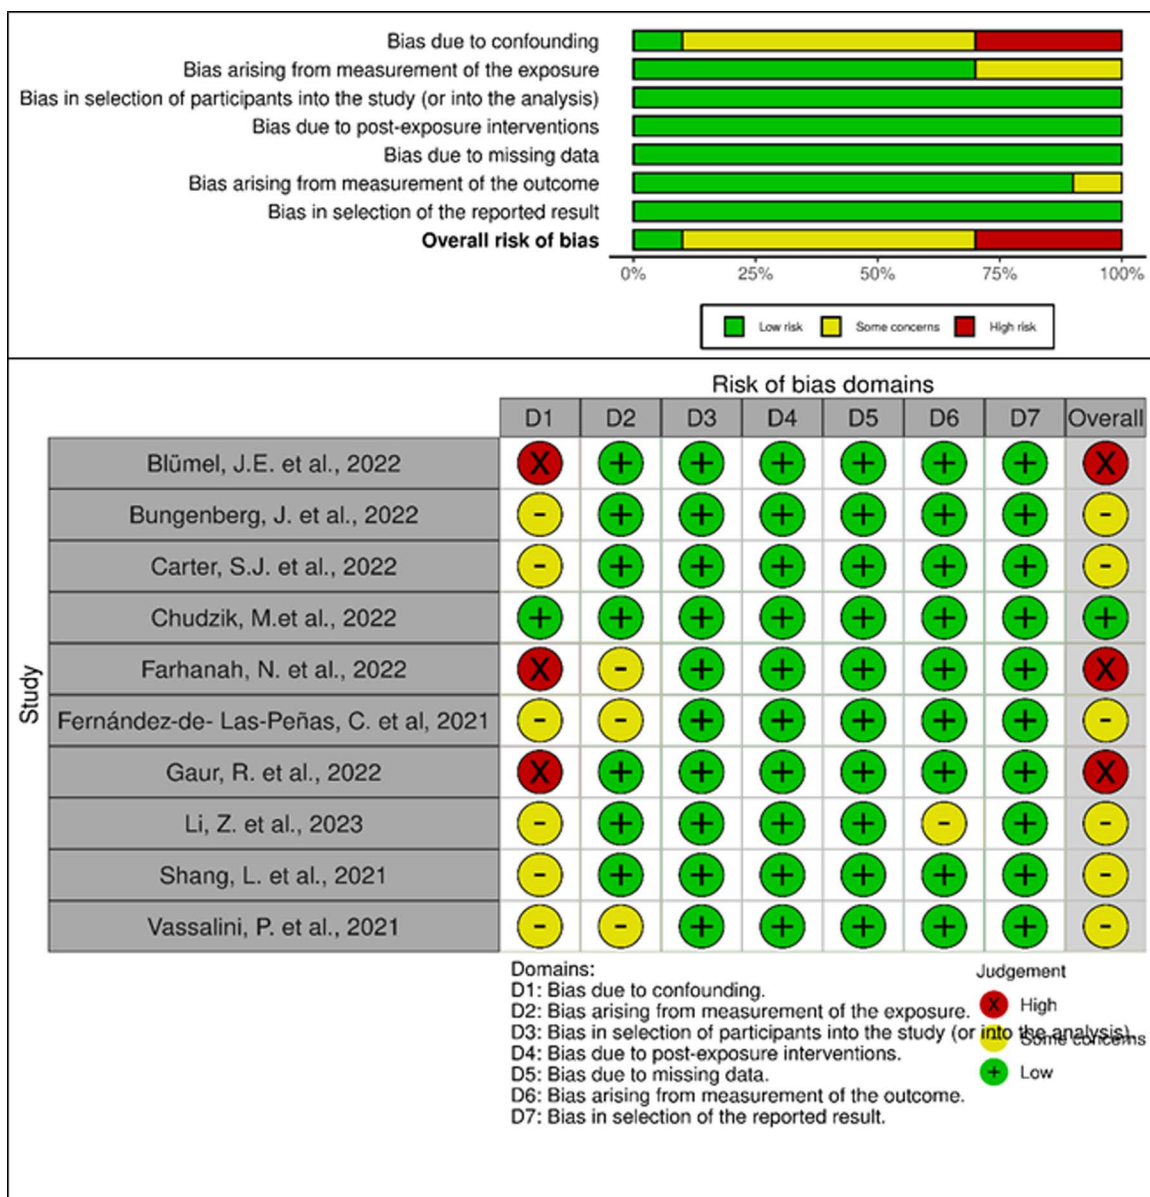 Bias due to confounding
Bias arising from measurement of the exposure
Bias in selection of participants into the study (or into the analysis)
Bias due to post-exposure interventions
Bias due to missing data
Bias arising from measurement of the outcome
Bias in selection of the reported result
Overall risk of bias
0% 25% 50% 75% 100%
Low risk Some concerns High risk
Risk of bias domains
D1 D2 D3 D4 D5 D6 D7 Overall
Study
Blümel, J.E. et al., 2022 X + + + + + + X
Bungenberg, J. et al., 2022 - + + + + + + -
Carter, S.J. et al., 2022 - + + + + + + -
Chudzik, M.et al., 2022 + + + + + + + +
Farhanah, N. et al., 2022 X - + + + + + X
Fernández-de- Las-Peñas, C. et al, 2021 - - + + + + + -
Gaur, R. et al., 2022 X + + + + + + X
Li, Z. et al., 2023 - + + + + - + -
Shang, L. et al., 2021 - + + + + + + -
Vassalini, P. et al., 2021 - - + + + + + -
Domains:
D1: Bias due to confounding.
D2: Bias arising from measurement of the exposure.
D3: Bias in selection of participants into the study (or into the analysis).
D4: Bias due to post-exposure interventions.
D5: Bias due to missing data.
D6: Bias arising from measurement of the outcome.
D7: Bias in selection of the reported result.
Judgement
X High
- Some concerns
+ Low